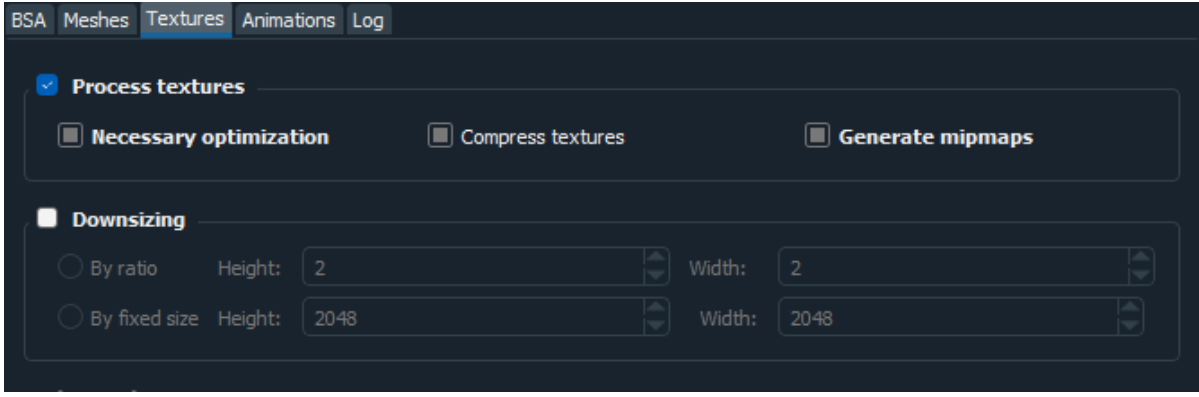 BSA Meshes Textures Animations Log
Process textures
Necessary optimization Compress textures Generate mipmaps
Downsizing
By ratio Height: 2 Width: 2
By fixed size Height: 2048 Width: 2048